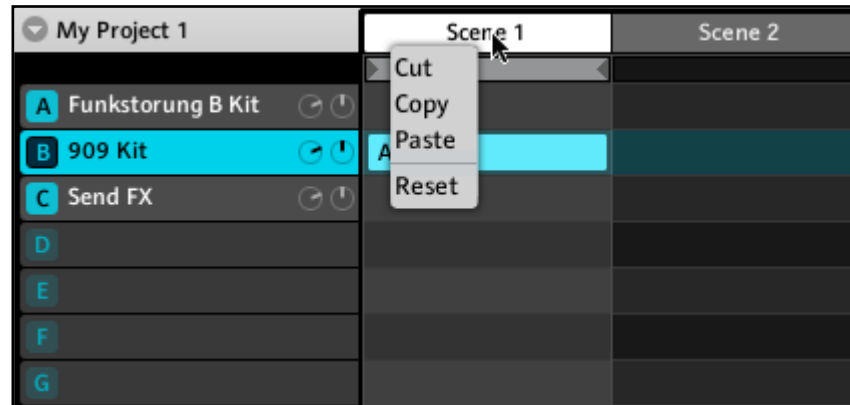 My Project 1
Scene 1
Scene 2
Cut
Copy
Paste
Reset
A Funkstorung B Kit
B 909 Kit
A
C Send FX
D
E
F
G